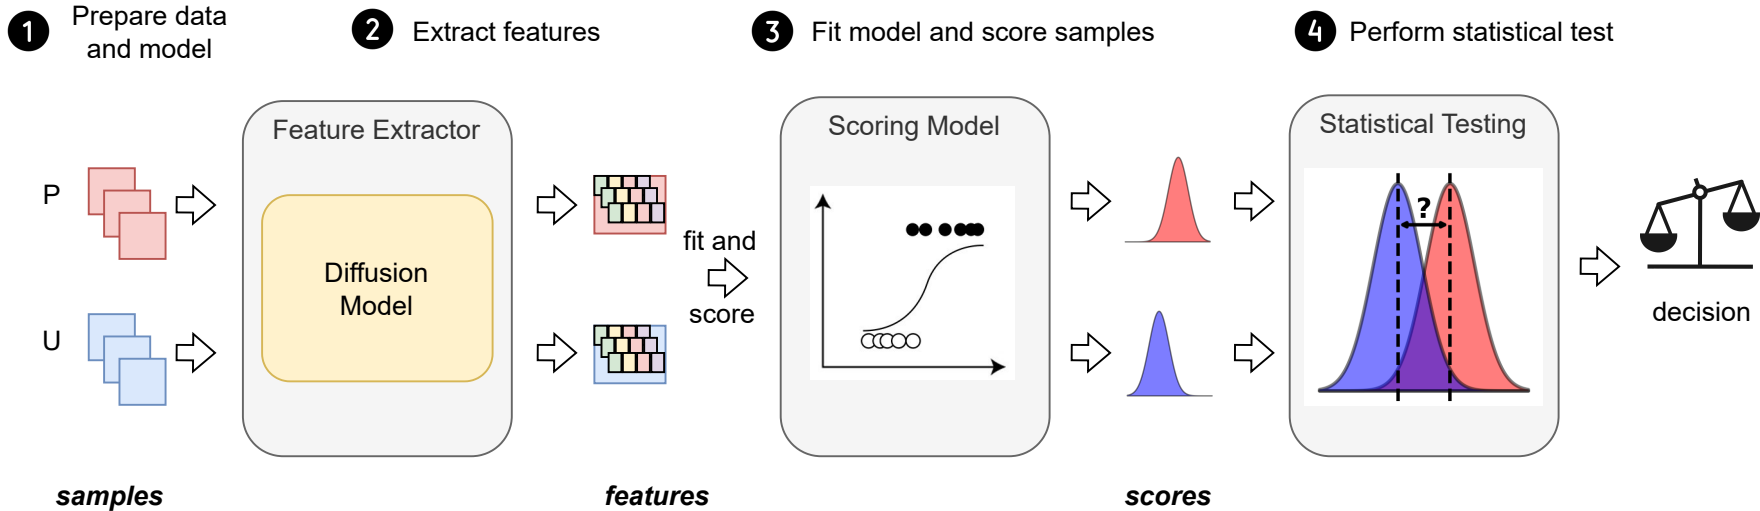 1 Prepare data
and model
2 Extract features
3 Fit model and score samples
4 Perform statistical test
Feature Extractor
Scoring Model
Statistical Testing
P
U
Diffusion
Model
fit and
score
?
decision
samples
features
scores